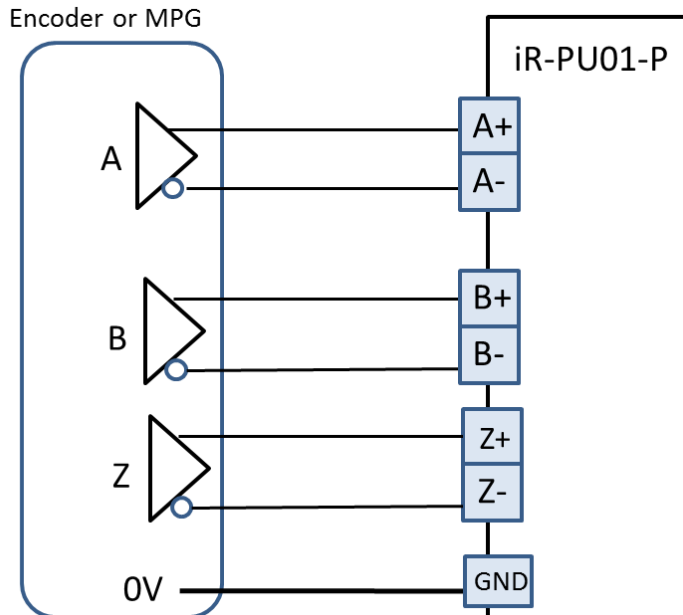 Encoder or MPG
iR-PU01-P
A
A+
A-
B
B+
B-
Z
Z+
Z-
0V
GND